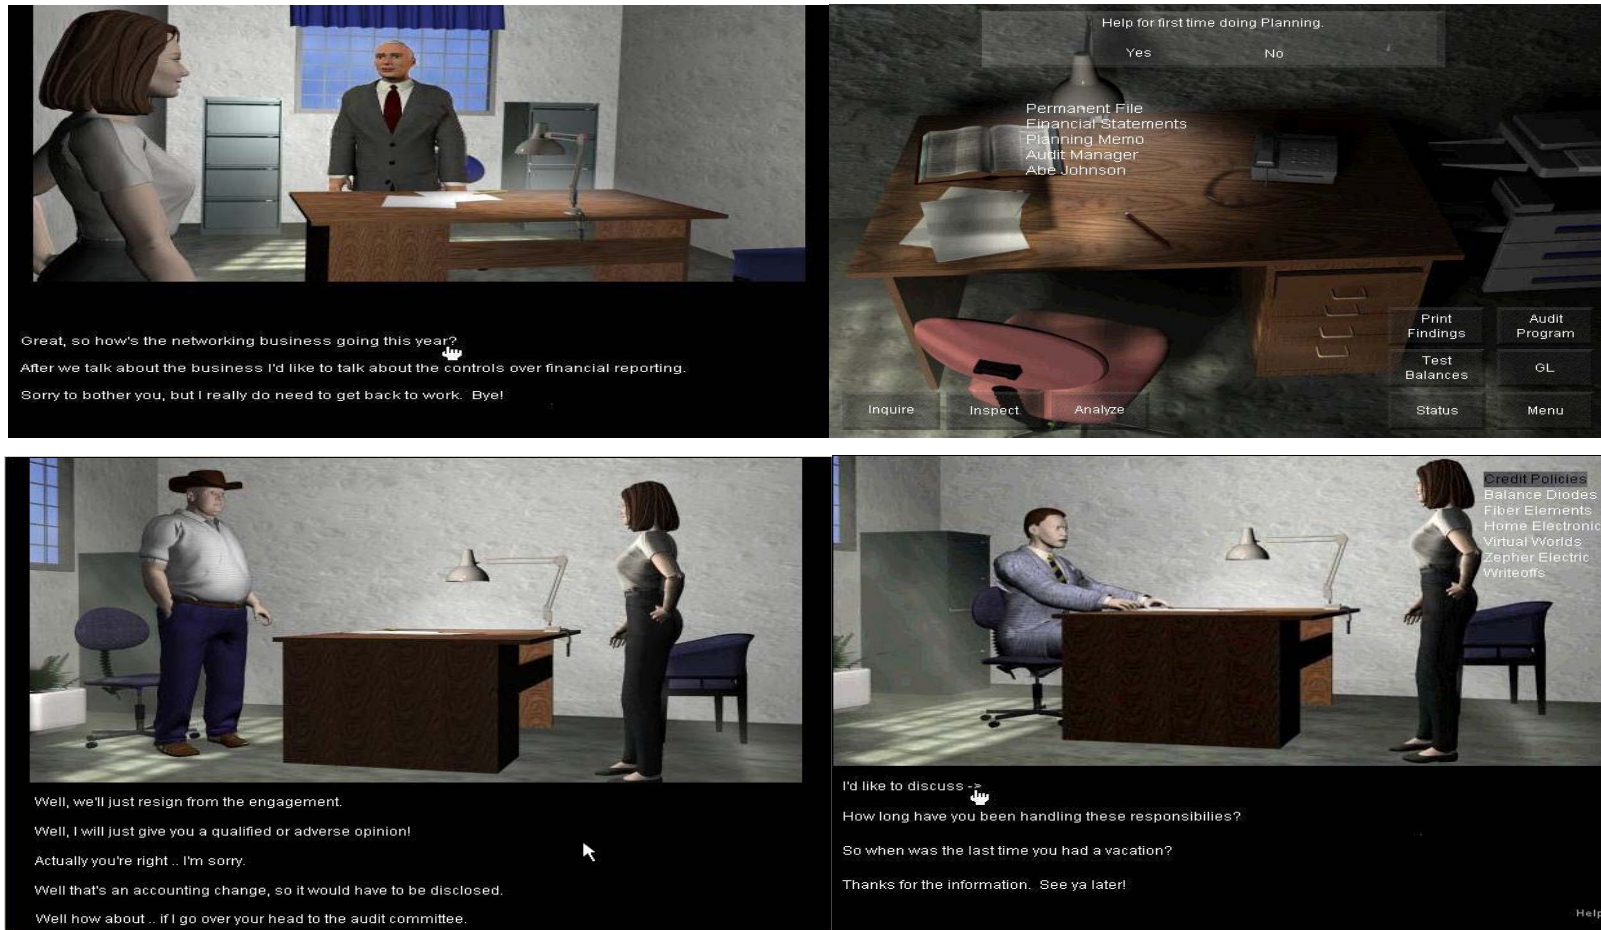 Great, so how's the networking business going this year?
After we talk about the business I'd like to talk about the controls over financial reporting.
Sorry to bother you, but I really do need to get back to work.  Bye!
Help for first time doing Planning.
Yes
No
Permanent File
Financial Statements
Planning Memo
Audit Manager
Abe Johnson
Print
Findings
Audit
Program
Test
Balances
GL
Inquire
Inspect
Analyze
Status
Menu
Well, we'll just resign from the engagement.
Well, I will just give you a qualified or adverse opinion!
Actually you're right .. I'm sorry.
Well that's an accounting change, so it would have to be disclosed.
Well how about .. if I go over your head to the audit committee.
Credit Policies
Balance Diodes
Fiber Elements
Home Electronic
Virtual Worlds
Zepher Electric
Writeoffs
I'd like to discuss ->
How long have you been handling these responsibilies?
So when was the last time you had a vacation?
Thanks for the information.  See ya later!
Help